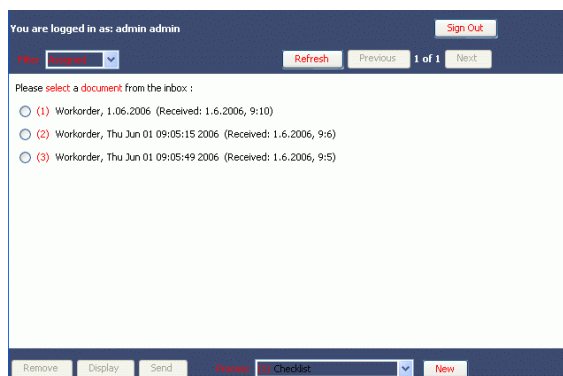 You are logged in as: admin admin
Sign Out
Filter Assignee
Refresh Previous 1 of 1 Next
Please select a document from the inbox :
(1) Workorder, 1.06.2006 (Received: 1.6.2006, 9:10)
(2) Workorder, Thu Jun 01 09:05:15 2006 (Received: 1.6.2006, 9:6)
(3) Workorder, Thu Jun 01 09:05:49 2006 (Received: 1.6.2006, 9:5)
Remove Display Send Checklist New